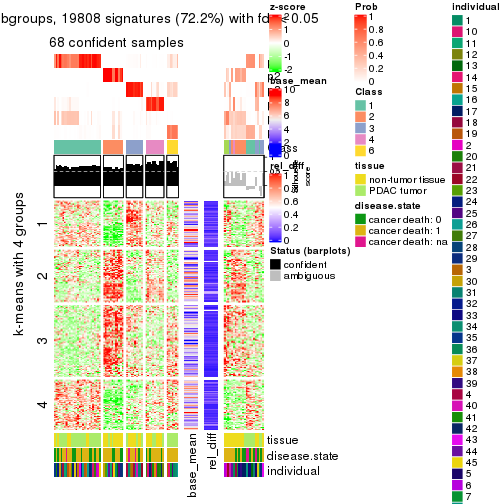 bgroups, 19808 signatures (72.2%) with fd 0.05
68 confident samples
k-means with 4 groups
1
2
3
4
tissue
disease.state
individual
base_mean
rel_diff
z-score
2
1
0
-1
-2
base_mean
10
8
6
4
2
0
rel_diff
1
0.8
0.6
0.4
0.2
0
Silhouette
score
Status (barplots)
confident
ambiguous
Prob
1
0.8
0.6
0.4
0.2
0
Class
1
2
3
4
6
tissue
non-tumor tissue
PDAC tumor
disease.state
cancer death: 0
cancer death: 1
cancer death: na
individual
1
10
11
12
13
14
15
16
17
18
19
2
20
21
22
23
24
25
26
27
28
29
3
30
31
32
33
34
35
36
37
38
39
4
40
41
42
43
44
45
5
6
7